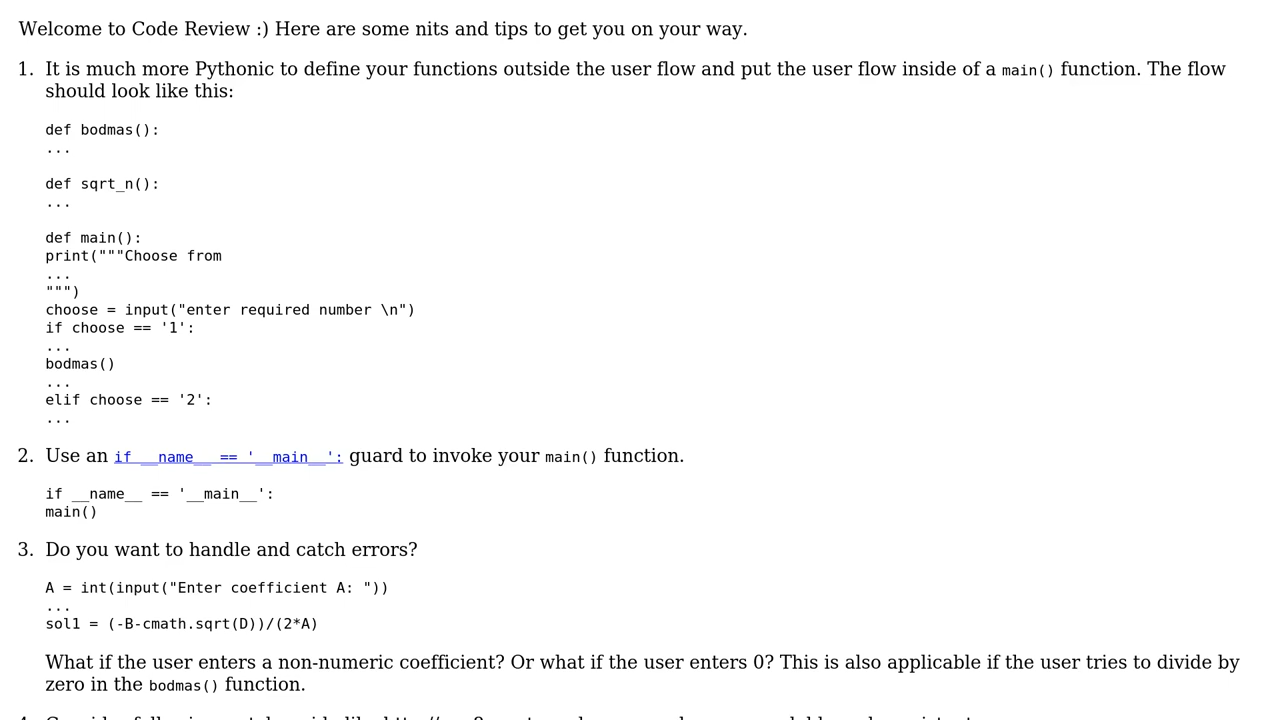 Welcome to Code Review :) Here are some nits and tips to get you on your way.
1. It is much more Pythonic to define your functions outside the user flow and put the user flow inside of a main() function. The flow
should look like this:
def bodmas():
...
def sqrt_n():
...
def main():
print("""Choose from
...
""")
choose = input("enter required number \n")
if choose == '1':
...
bodmas()
...
elif choose == '2':
...
2. Use an if __name__ == '__main__': guard to invoke your main() function.
if __name__ == '__main__':
main()
3. Do you want to handle and catch errors?
A = int(input("Enter coefficient A: "))
...
sol1 = (-B-cmath.sqrt(D))/(2*A)
What if the user enters a non-numeric coefficient? Or what if the user enters 0? This is also applicable if the user tries to divide by
zero in the bodmas() function.